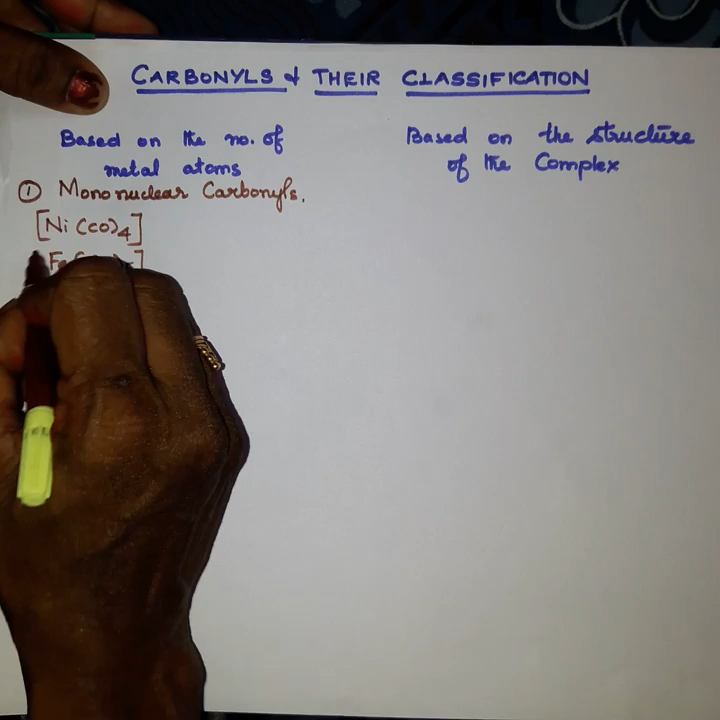 CARBONYLS & THEIR CLASSIFICATION
Based on the no. of
metal atoms
① Mononuclear Carbonyls.
[Ni(CO)4]
Based on the structure
of the Complex